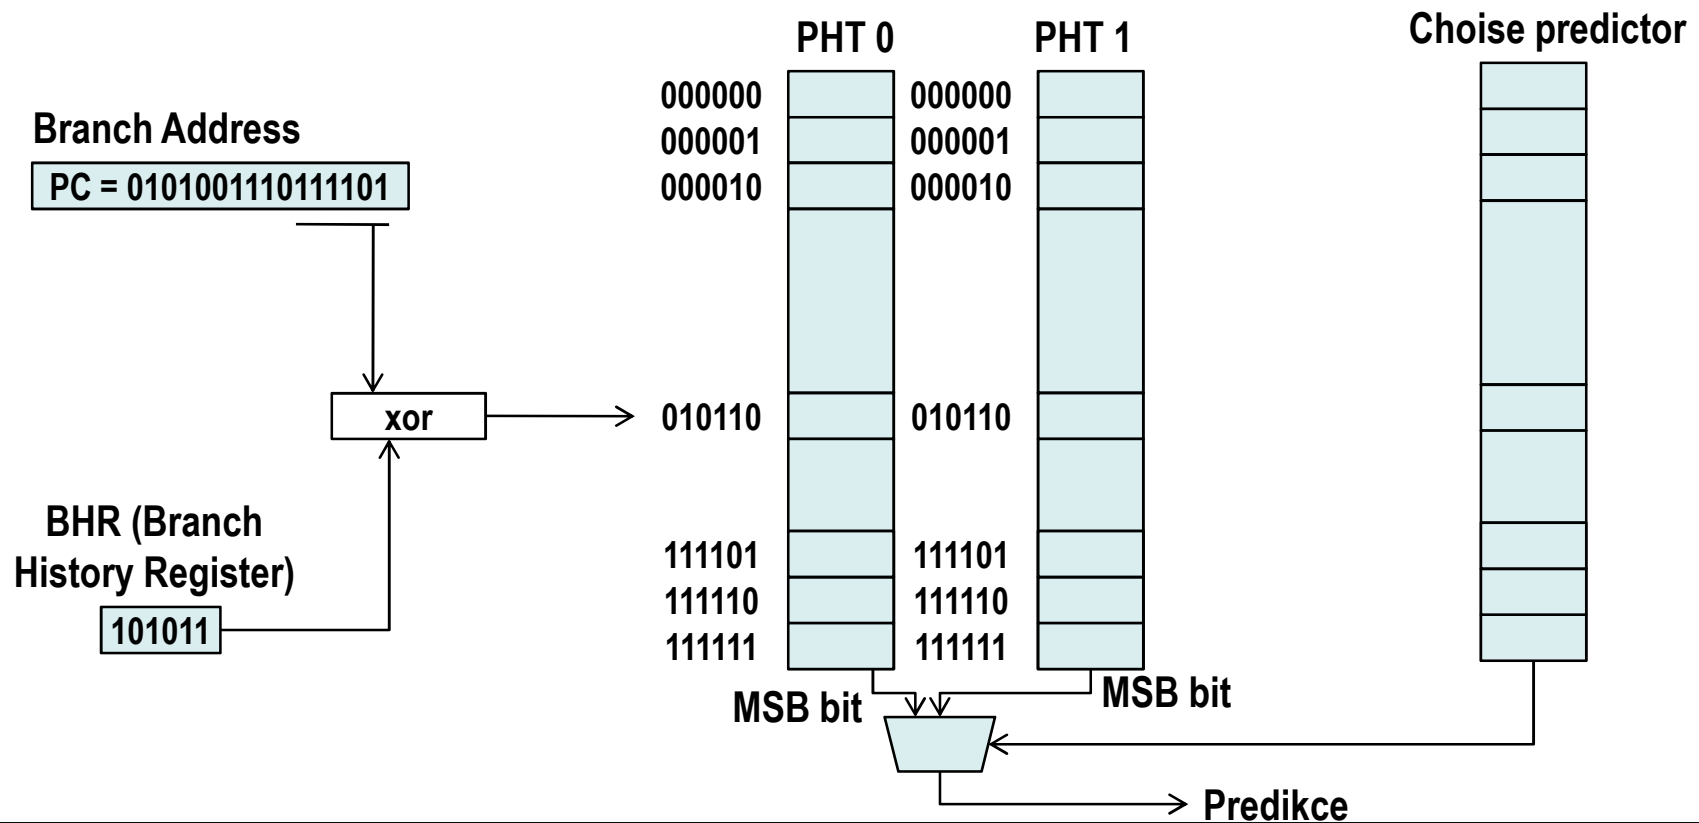 Branch Address
PC = 0101001110111101
xor
BHR (Branch
History Register)
101011
PHT 0
000000
000001
000010
010110
111101
111110
111111
MSB bit
PHT 1
000000
000001
000010
010110
111101
111110
111111
MSB bit
Choise predictor
Predikce